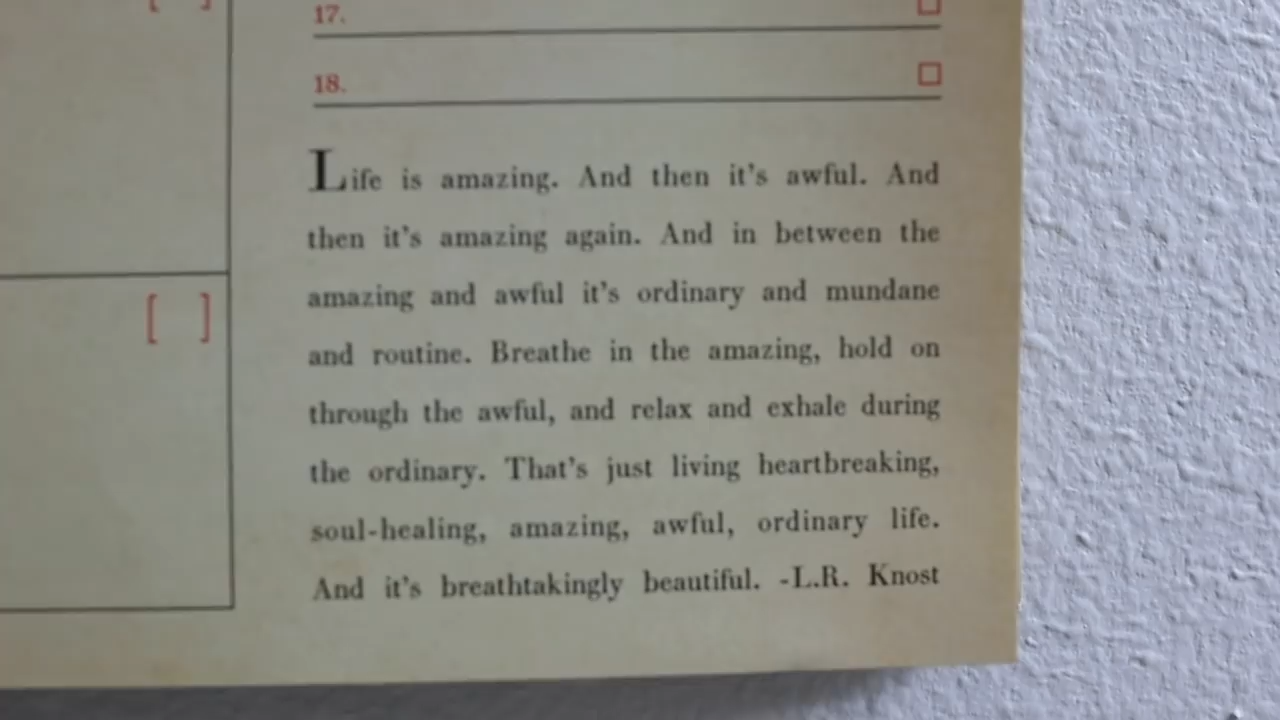 17.
18.
Life is amazing. And then it's awful. And
then it's amazing again. And in between the
amazing and awful it's ordinary and mundane
and routine. Breathe in the amazing, hold on
through the awful, and relax and exhale during
the ordinary. That's just living heartbreaking,
soul-healing, amazing, awful, ordinary life.
And it's breathtakingly beautiful. -L.R. Knost
[ ]
[ ]